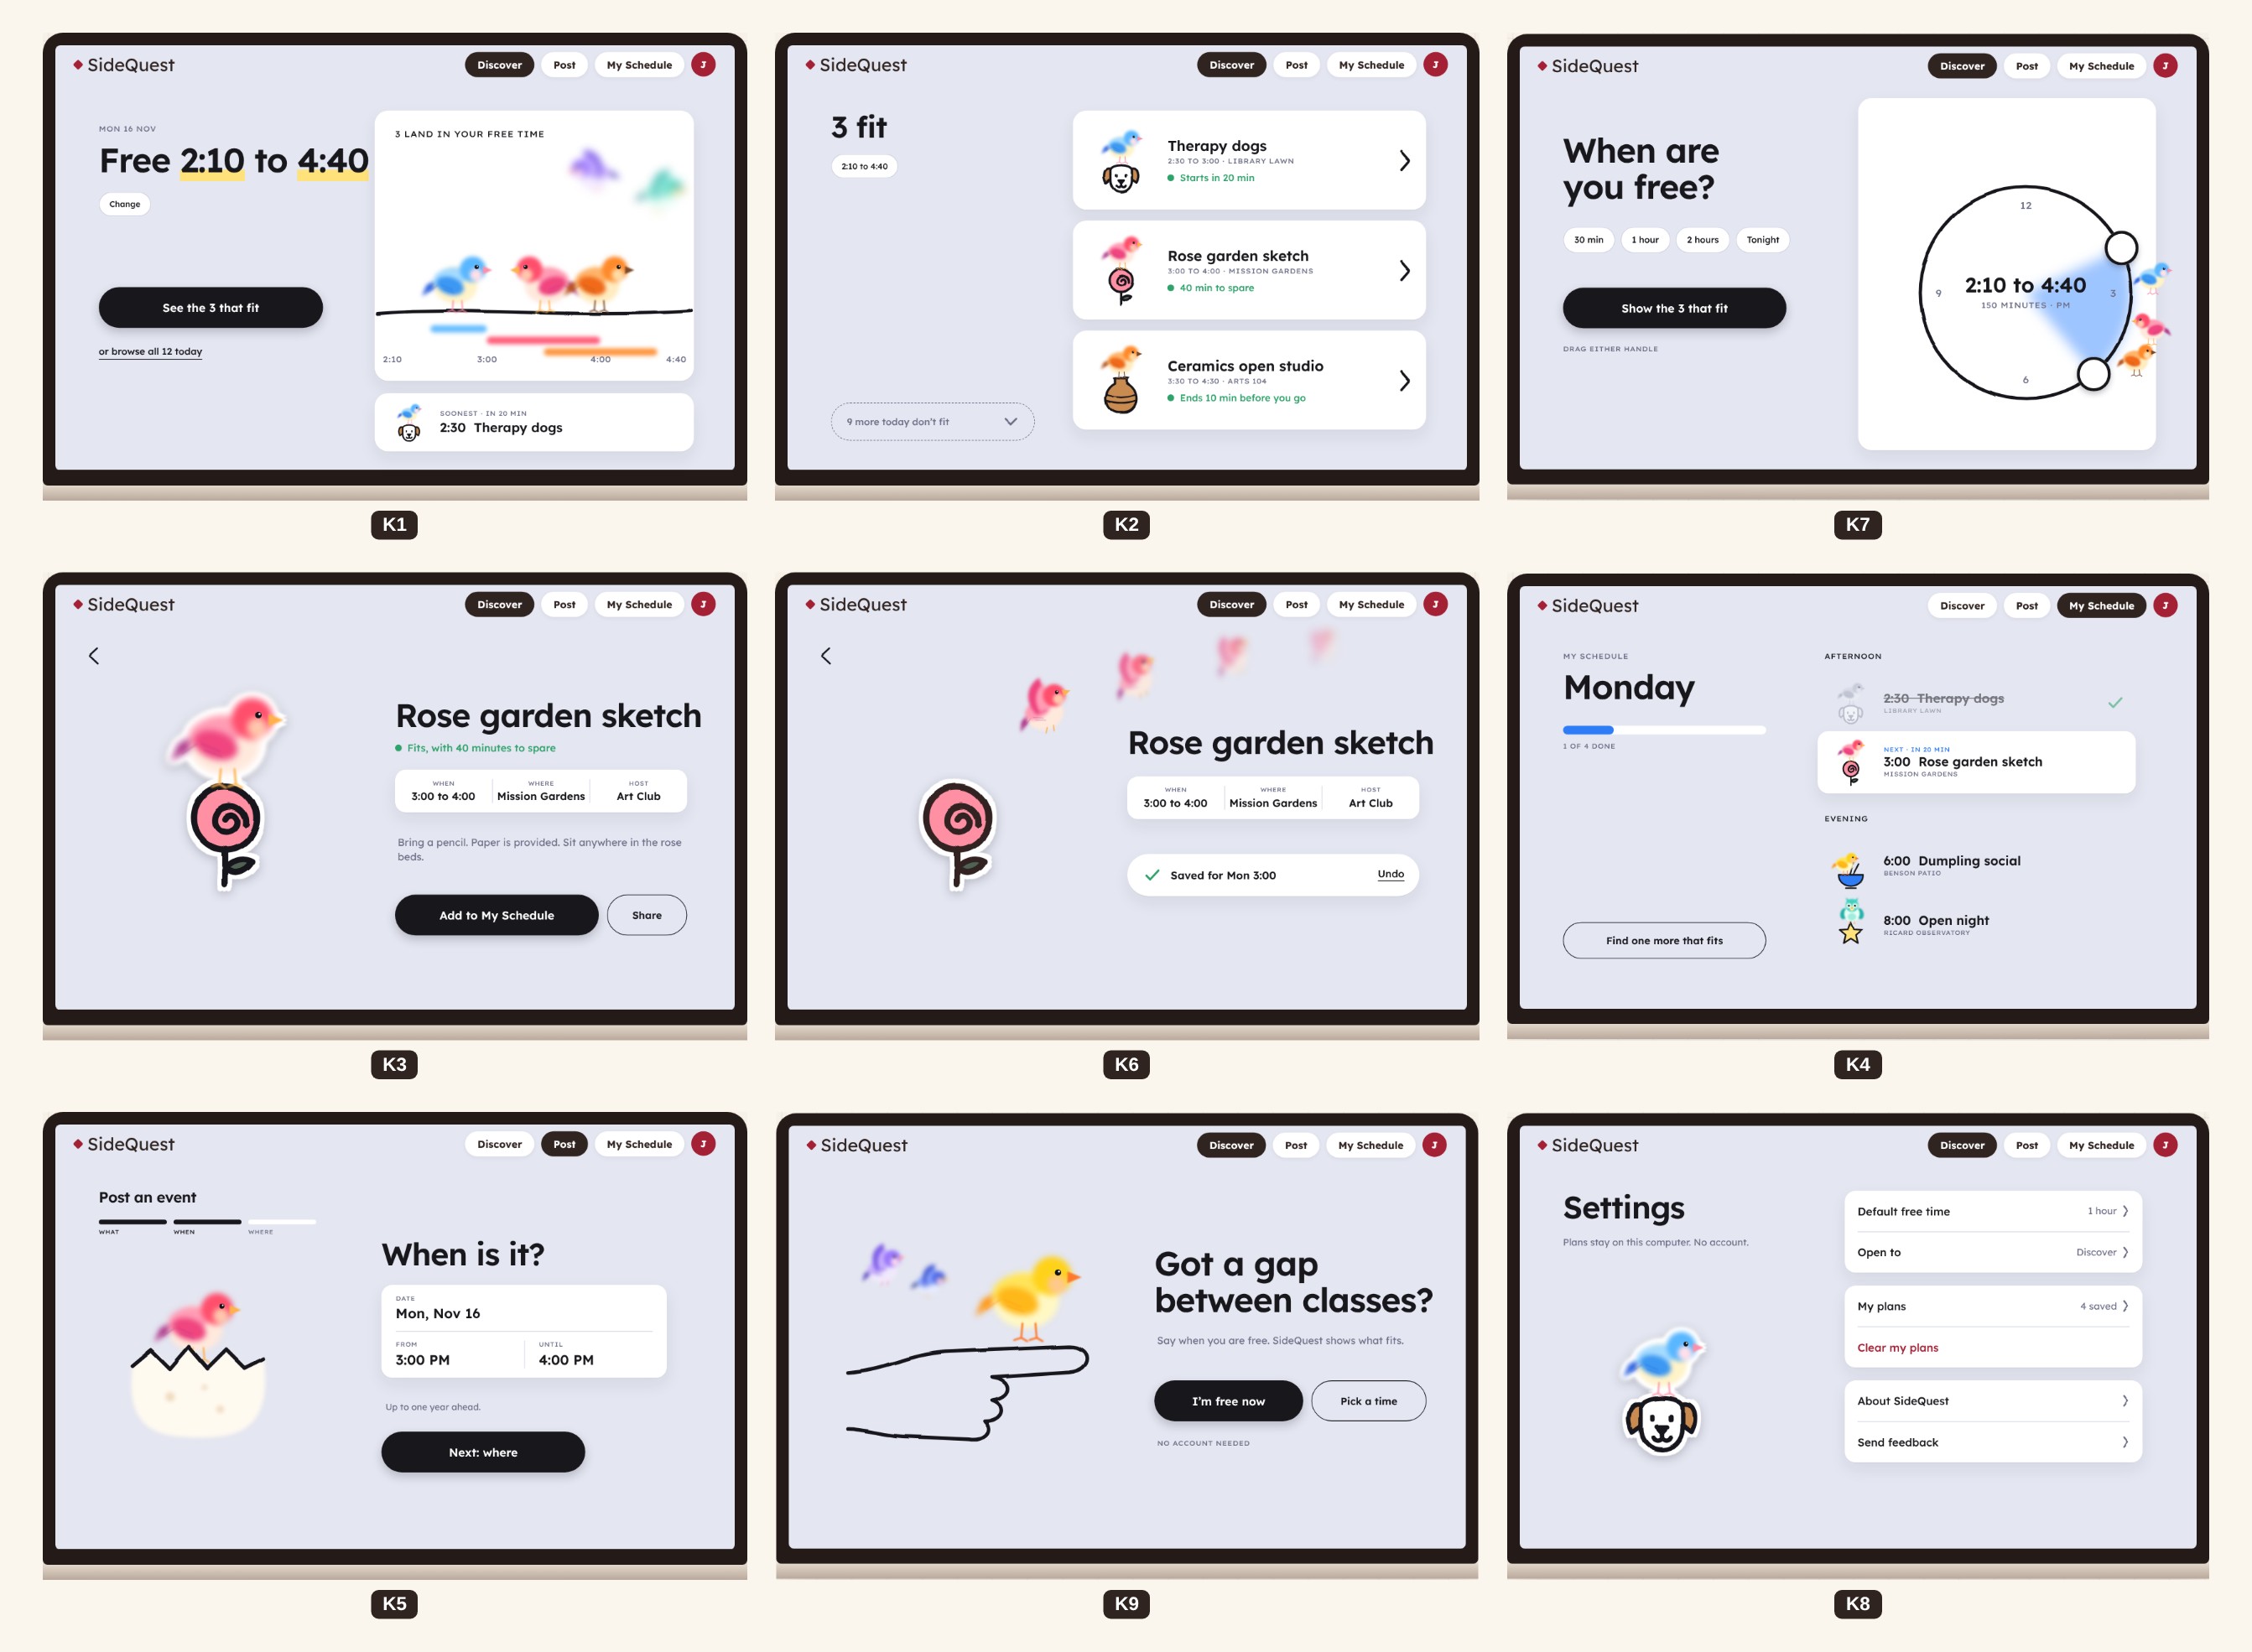 SideQuest
Discover
Post
My Schedule
J
MON 16 NOV
Free 2:10 to 4:40
Change
See the 3 that fit
or browse all 12 today
3 LAND IN YOUR FREE TIME
2:10
3:00
4:00
4:40
SOONEST · IN 20 MIN
2:30 Therapy dogs
K1
SideQuest
Discover
Post
My Schedule
J
3 fit
2:10 to 4:40
9 more today don't fit
Therapy dogs
2:30 TO 3:00 · LIBRARY LAWN
Starts in 20 min
Rose garden sketch
3:00 TO 4:00 · MISSION GARDENS
40 min to spare
Ceramics open studio
3:30 TO 4:30 · ARTS 104
Ends 10 min before you go
K2
SideQuest
Discover
Post
My Schedule
J
When are
you free?
30 min
1 hour
2 hours
Tonight
Show the 3 that fit
DRAG EITHER HANDLE
12
9
2:10 to 4:40
3
150 MINUTES · PM
6
K7
SideQuest
Discover
Post
My Schedule
J
Rose garden sketch
Fits, with 40 minutes to spare
WHEN
WHERE
HOST
3:00 to 4:00
Mission Gardens
Art Club
Bring a pencil. Paper is provided. Sit anywhere in the rose
beds.
Add to My Schedule
Share
K3
SideQuest
Discover
Post
My Schedule
J
Rose garden sketch
WHEN
WHERE
HOST
3:00 to 4:00
Mission Gardens
Art Club
Saved for Mon 3:00
Undo
K6
SideQuest
Discover
Post
My Schedule
J
MY SCHEDULE
Monday
1 OF 4 DONE
Find one more that fits
AFTERNOON
2:30 Therapy dogs
LIBRARY LAWN
NEXT · IN 20 MIN
3:00 Rose garden sketch
MISSION GARDENS
EVENING
6:00 Dumpling social
BENSON PATIO
8:00 Open night
RICARD OBSERVATORY
K4
SideQuest
Discover
Post
My Schedule
J
Post an event
WHAT
WHEN
WHERE
When is it?
DATE
Mon, Nov 16
FROM
UNTIL
3:00 PM
4:00 PM
Up to one year ahead.
Next: where
K5
SideQuest
Discover
Post
My Schedule
J
Got a gap
between classes?
Say when you are free. SideQuest shows what fits.
I'm free now
Pick a time
NO ACCOUNT NEEDED
K9
SideQuest
Discover
Post
My Schedule
J
Settings
Plans stay on this computer. No account.
Default free time
1 hour
Open to
Discover
My plans
4 saved
Clear my plans
About SideQuest
Send feedback
K8